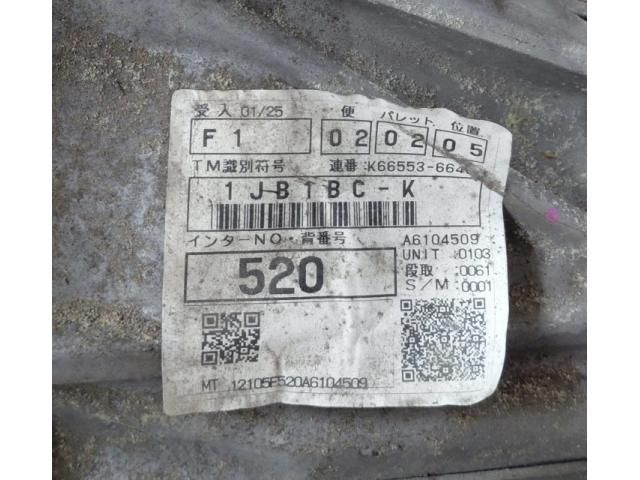 受入 01/25 便 パレット 位置
F1 02 02 05
TM識別符号 連番:K66553-664
1JB1BC-K
インターNO・背番号 A6104509
520
UNIT :0103
段取 :0061
S/M :0001
MT 12105F520A6104509